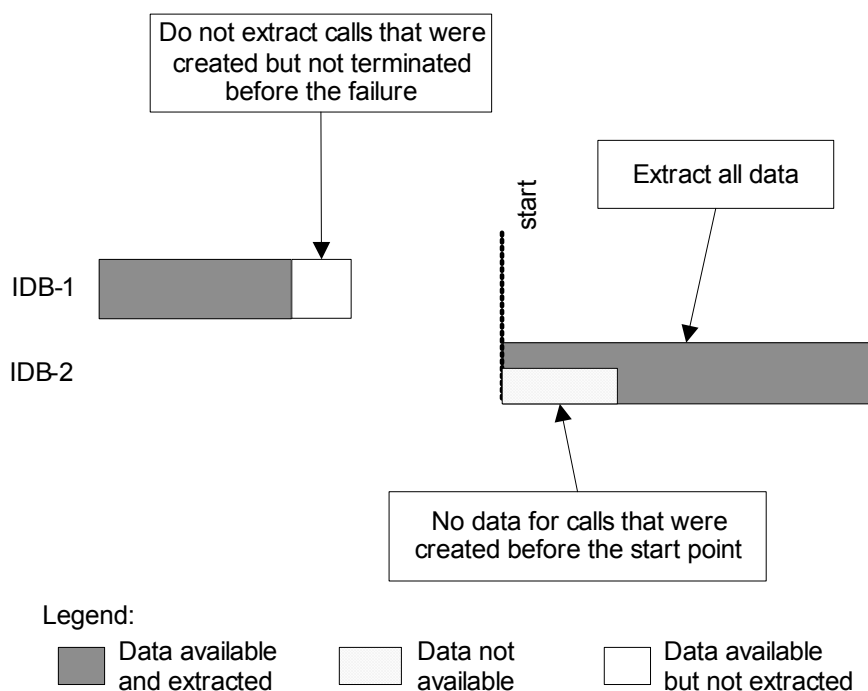 Do not extract calls that were
created but not terminated
before the failure
start
Extract all data
IDB-1
IDB-2
No data for calls that were
created before the start point
Legend:
Data available
and extracted
Data not
available
Data available
but not extracted